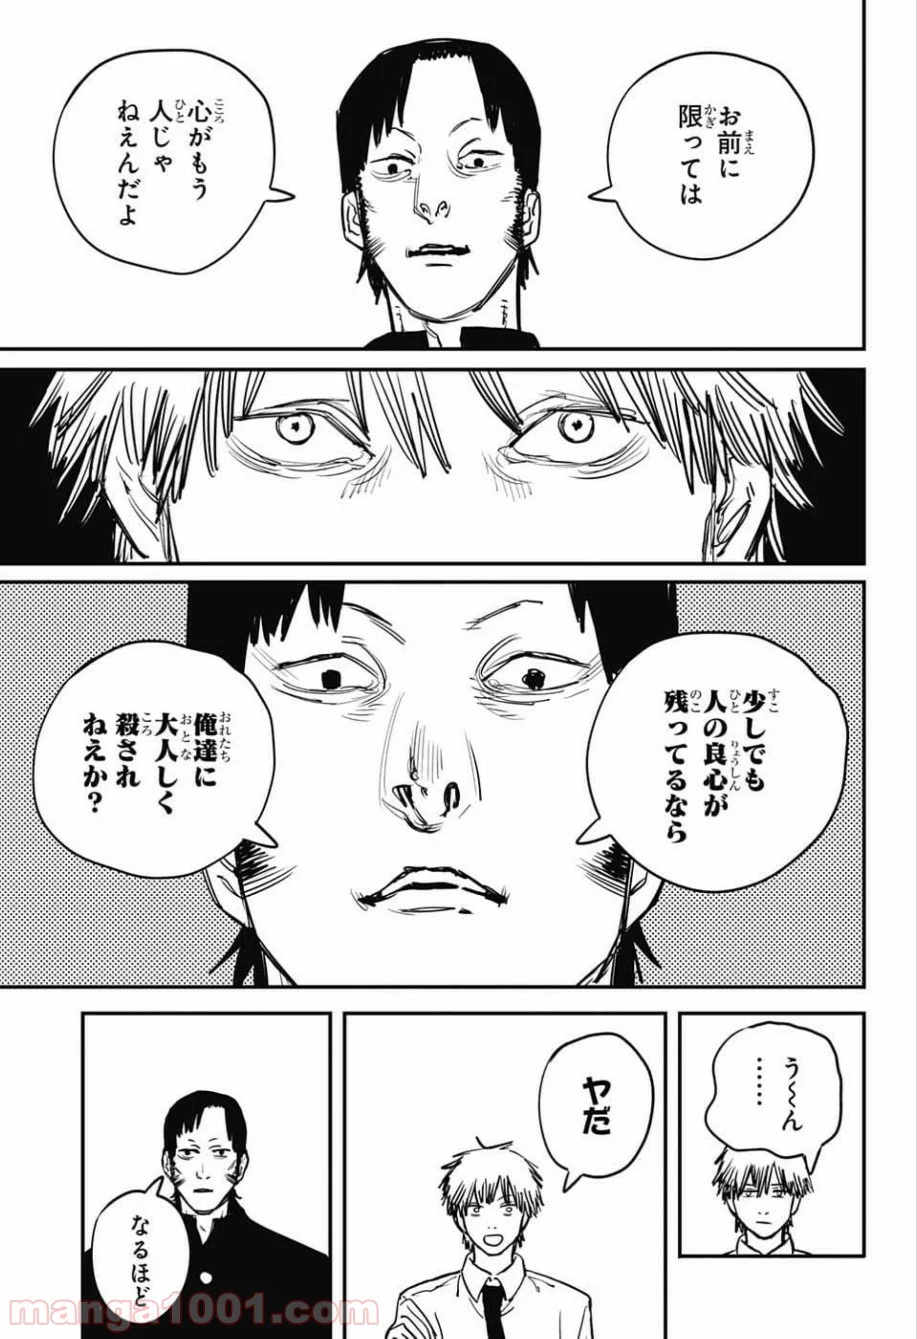 お前に
限っては
心がもう
人じゃ
ねえんだよ
少しでも
人の良心が
残ってるなら
俺達に
大人しく
殺され
ねえか?
う〜ん
……
ヤだ
なるほど
manga1001.com